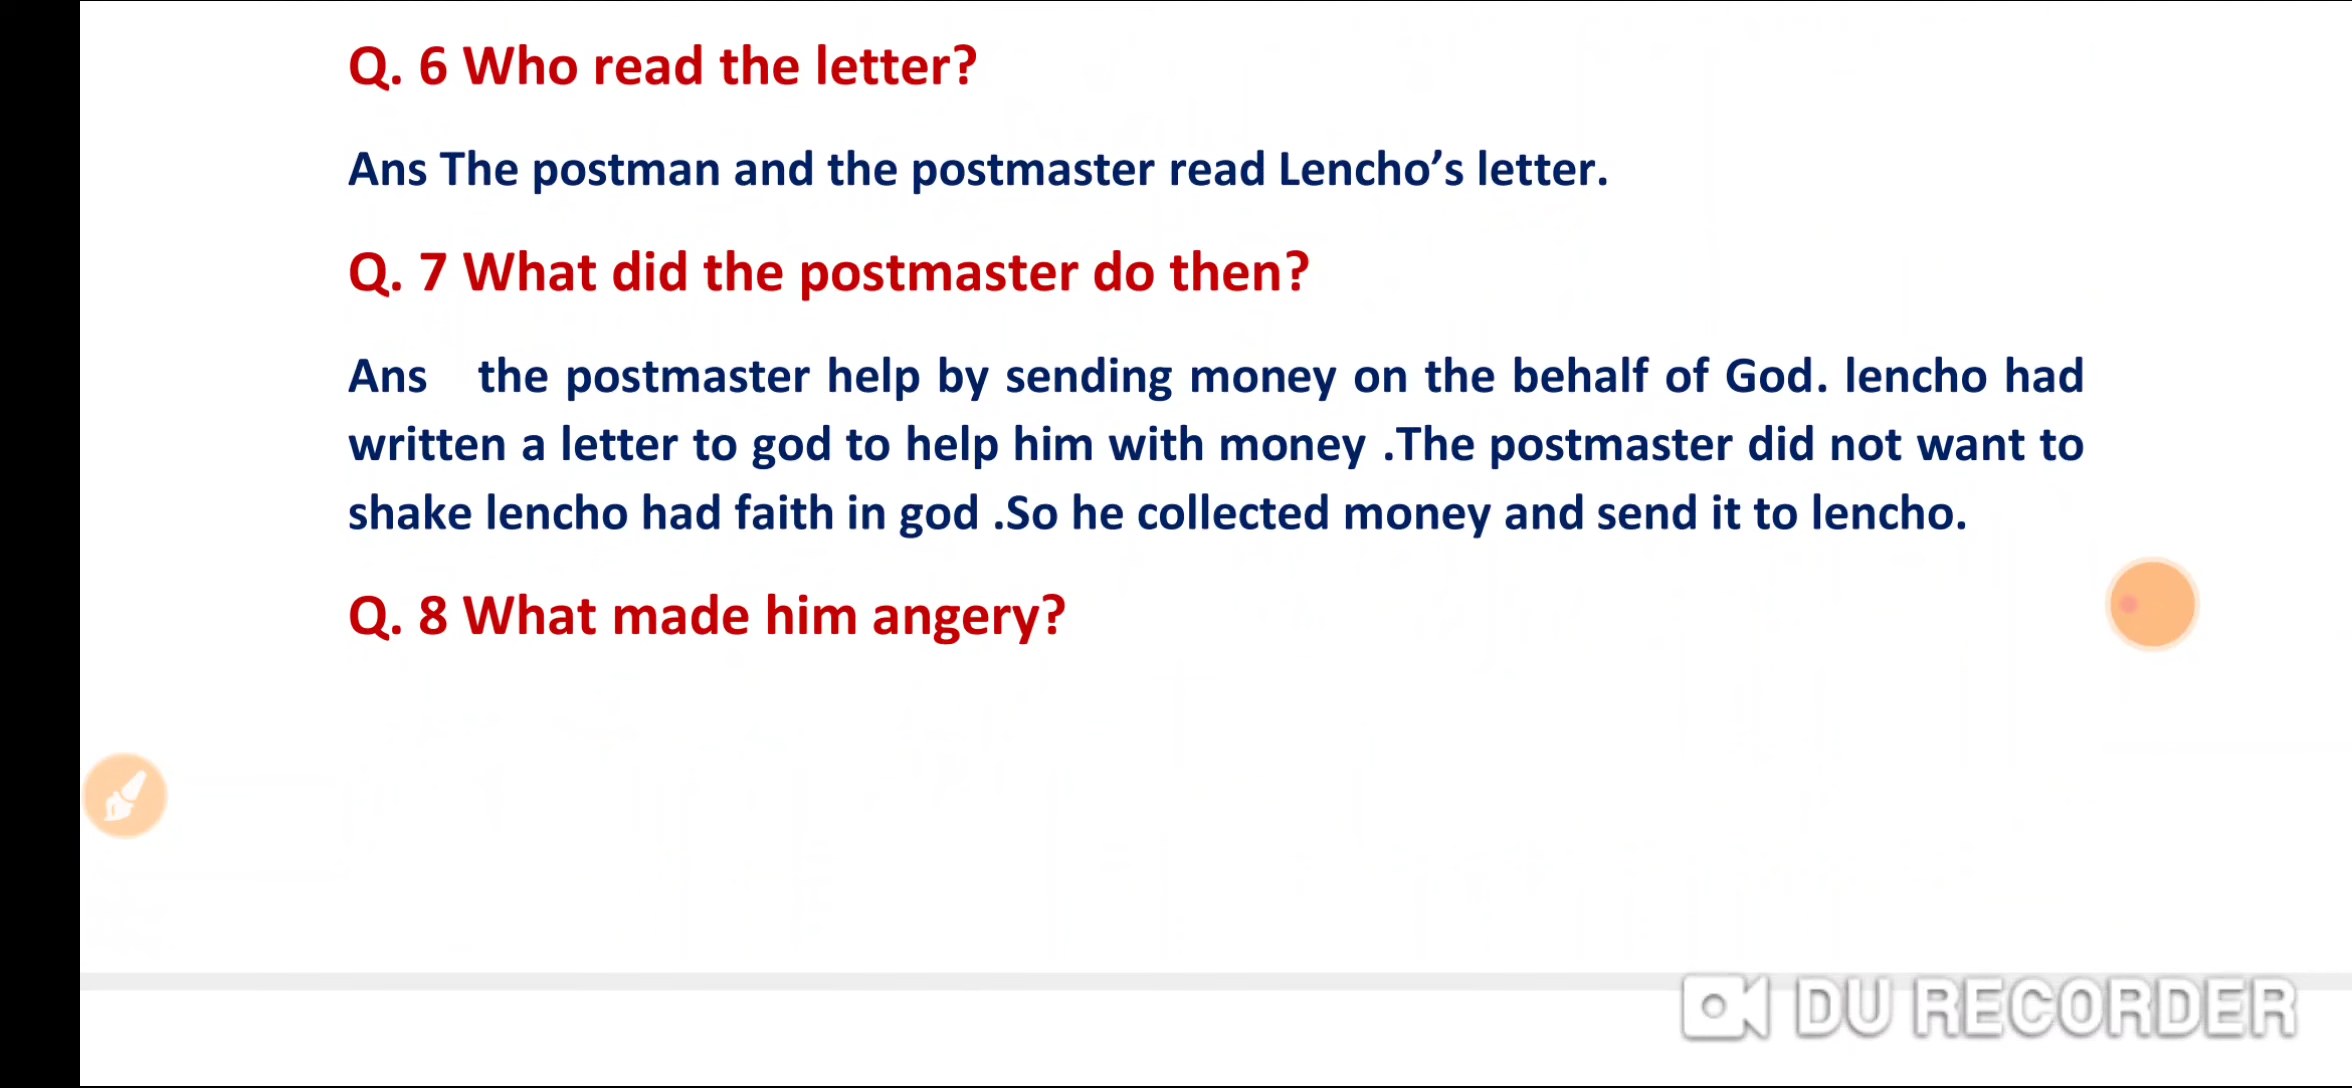 Q. 6 Who read the letter?
Ans The postman and the postmaster read Lencho’s letter.
Q. 7 What did the postmaster do then?
Ans the postmaster help by sending money on the behalf of God. lencho had
written a letter to god to help him with money .The postmaster did not want to
shake lencho had faith in god .So he collected money and send it to lencho.
Q. 8 What made him angery?
DU RECORDER